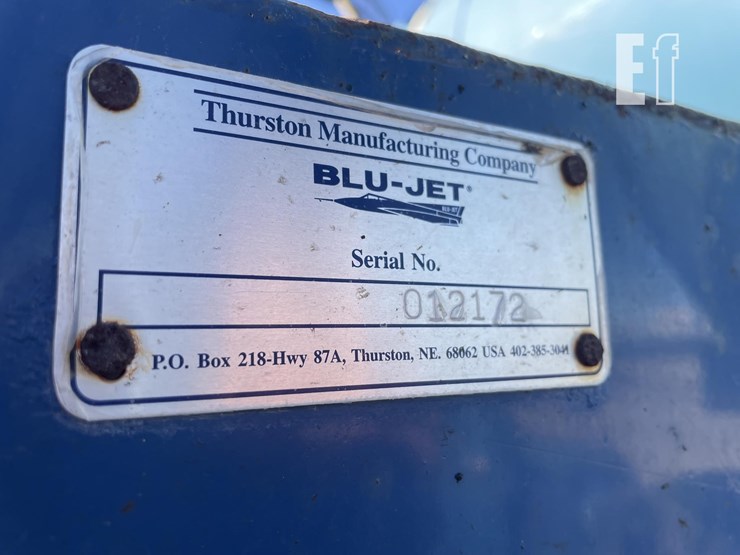 Ef
Thurston Manufacturing Company
BLU-JET®
Serial No.
012172
P.O. Box 218-Hwy 87A, Thurston, NE. 68062 USA 402-385-3041